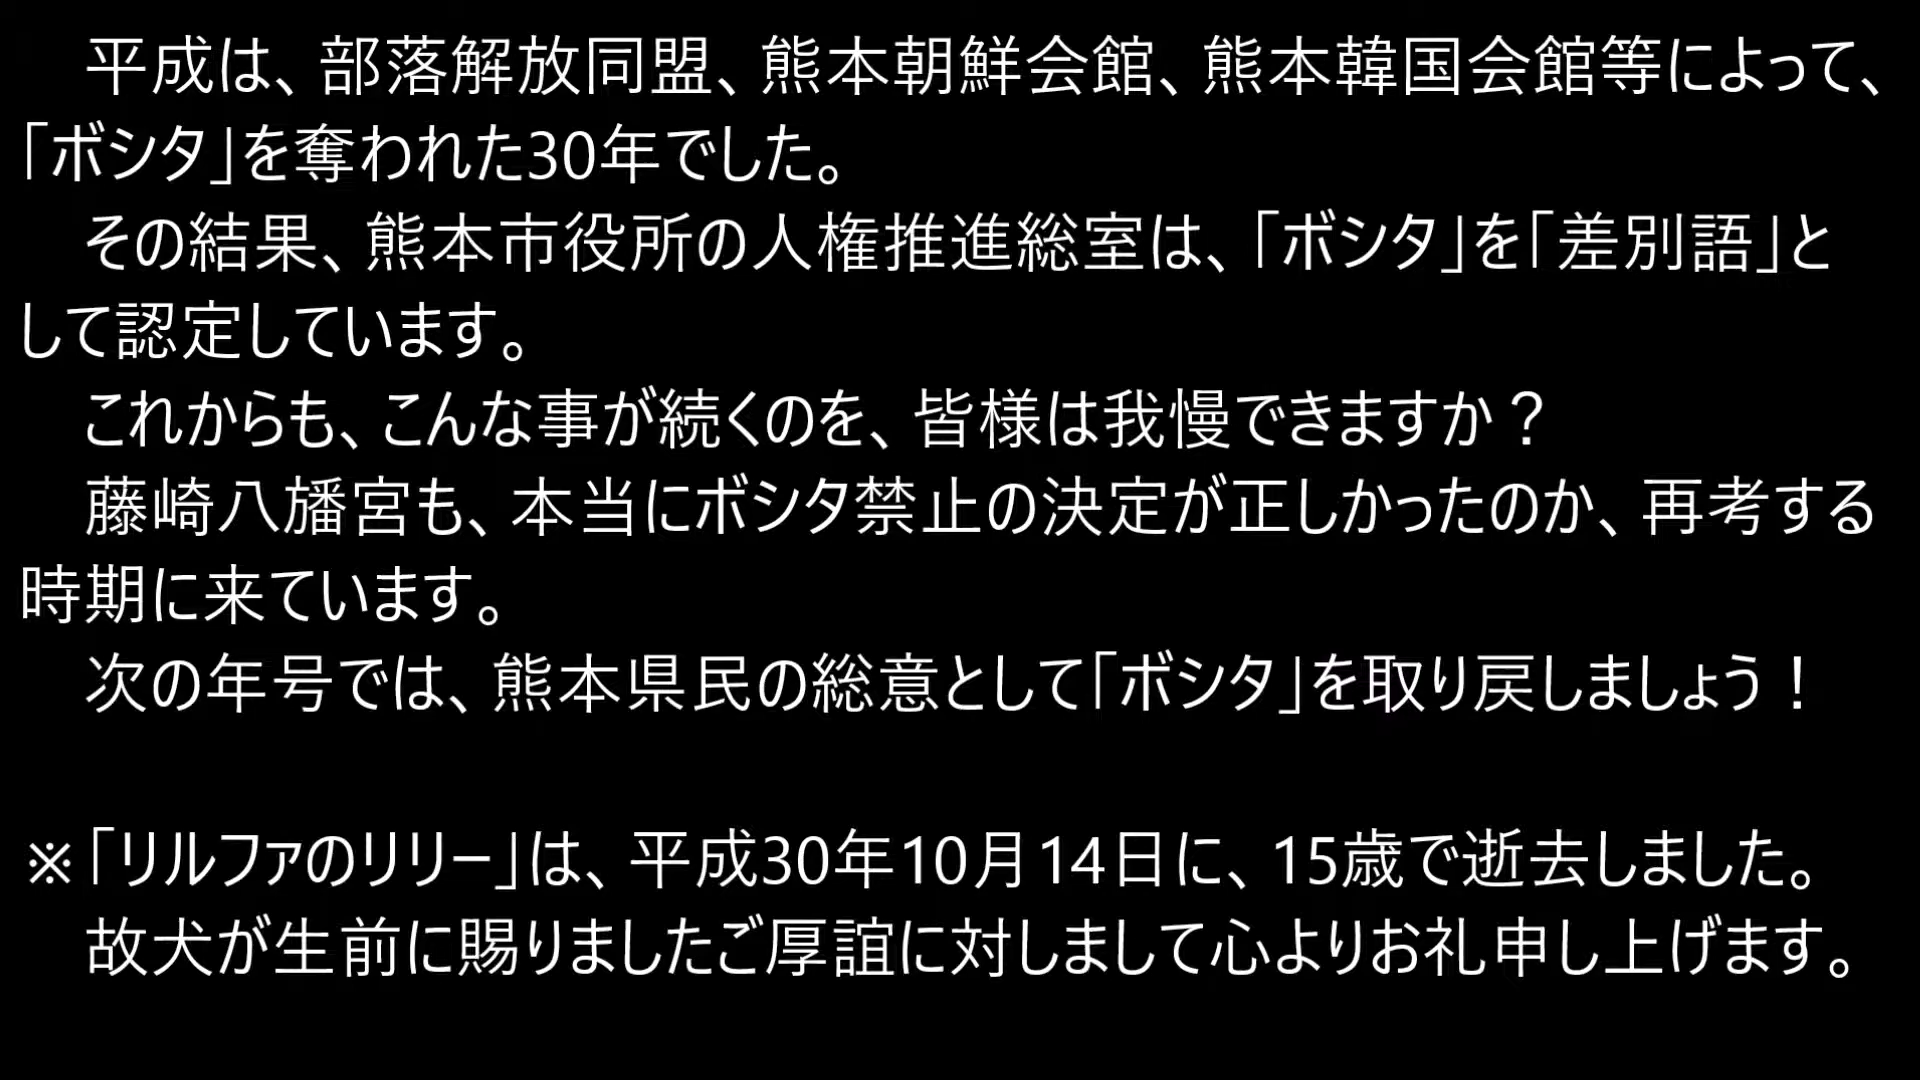 平成は、部落解放同盟、熊本朝鮮会館、熊本韓国会館等によって、
「ボシタ」を奪われた30年でした。
その結果、熊本市役所の人権推進総室は、「ボシタ」を「差別語」と
して認定しています。
これからも、こんな事が続くのを、皆様は我慢できますか？
藤崎八旛宮も、本当にボシタ禁止の決定が正しかったのか、再考する
時期に来ています。
次の年号では、熊本県民の総意として「ボシタ」を取り戻しましょう！
※「リルファのリリー」は、平成30年10月14日に、15歳で逝去しました。
故犬が生前に賜りましたご厚誼に対しまして心よりお礼申し上げます。